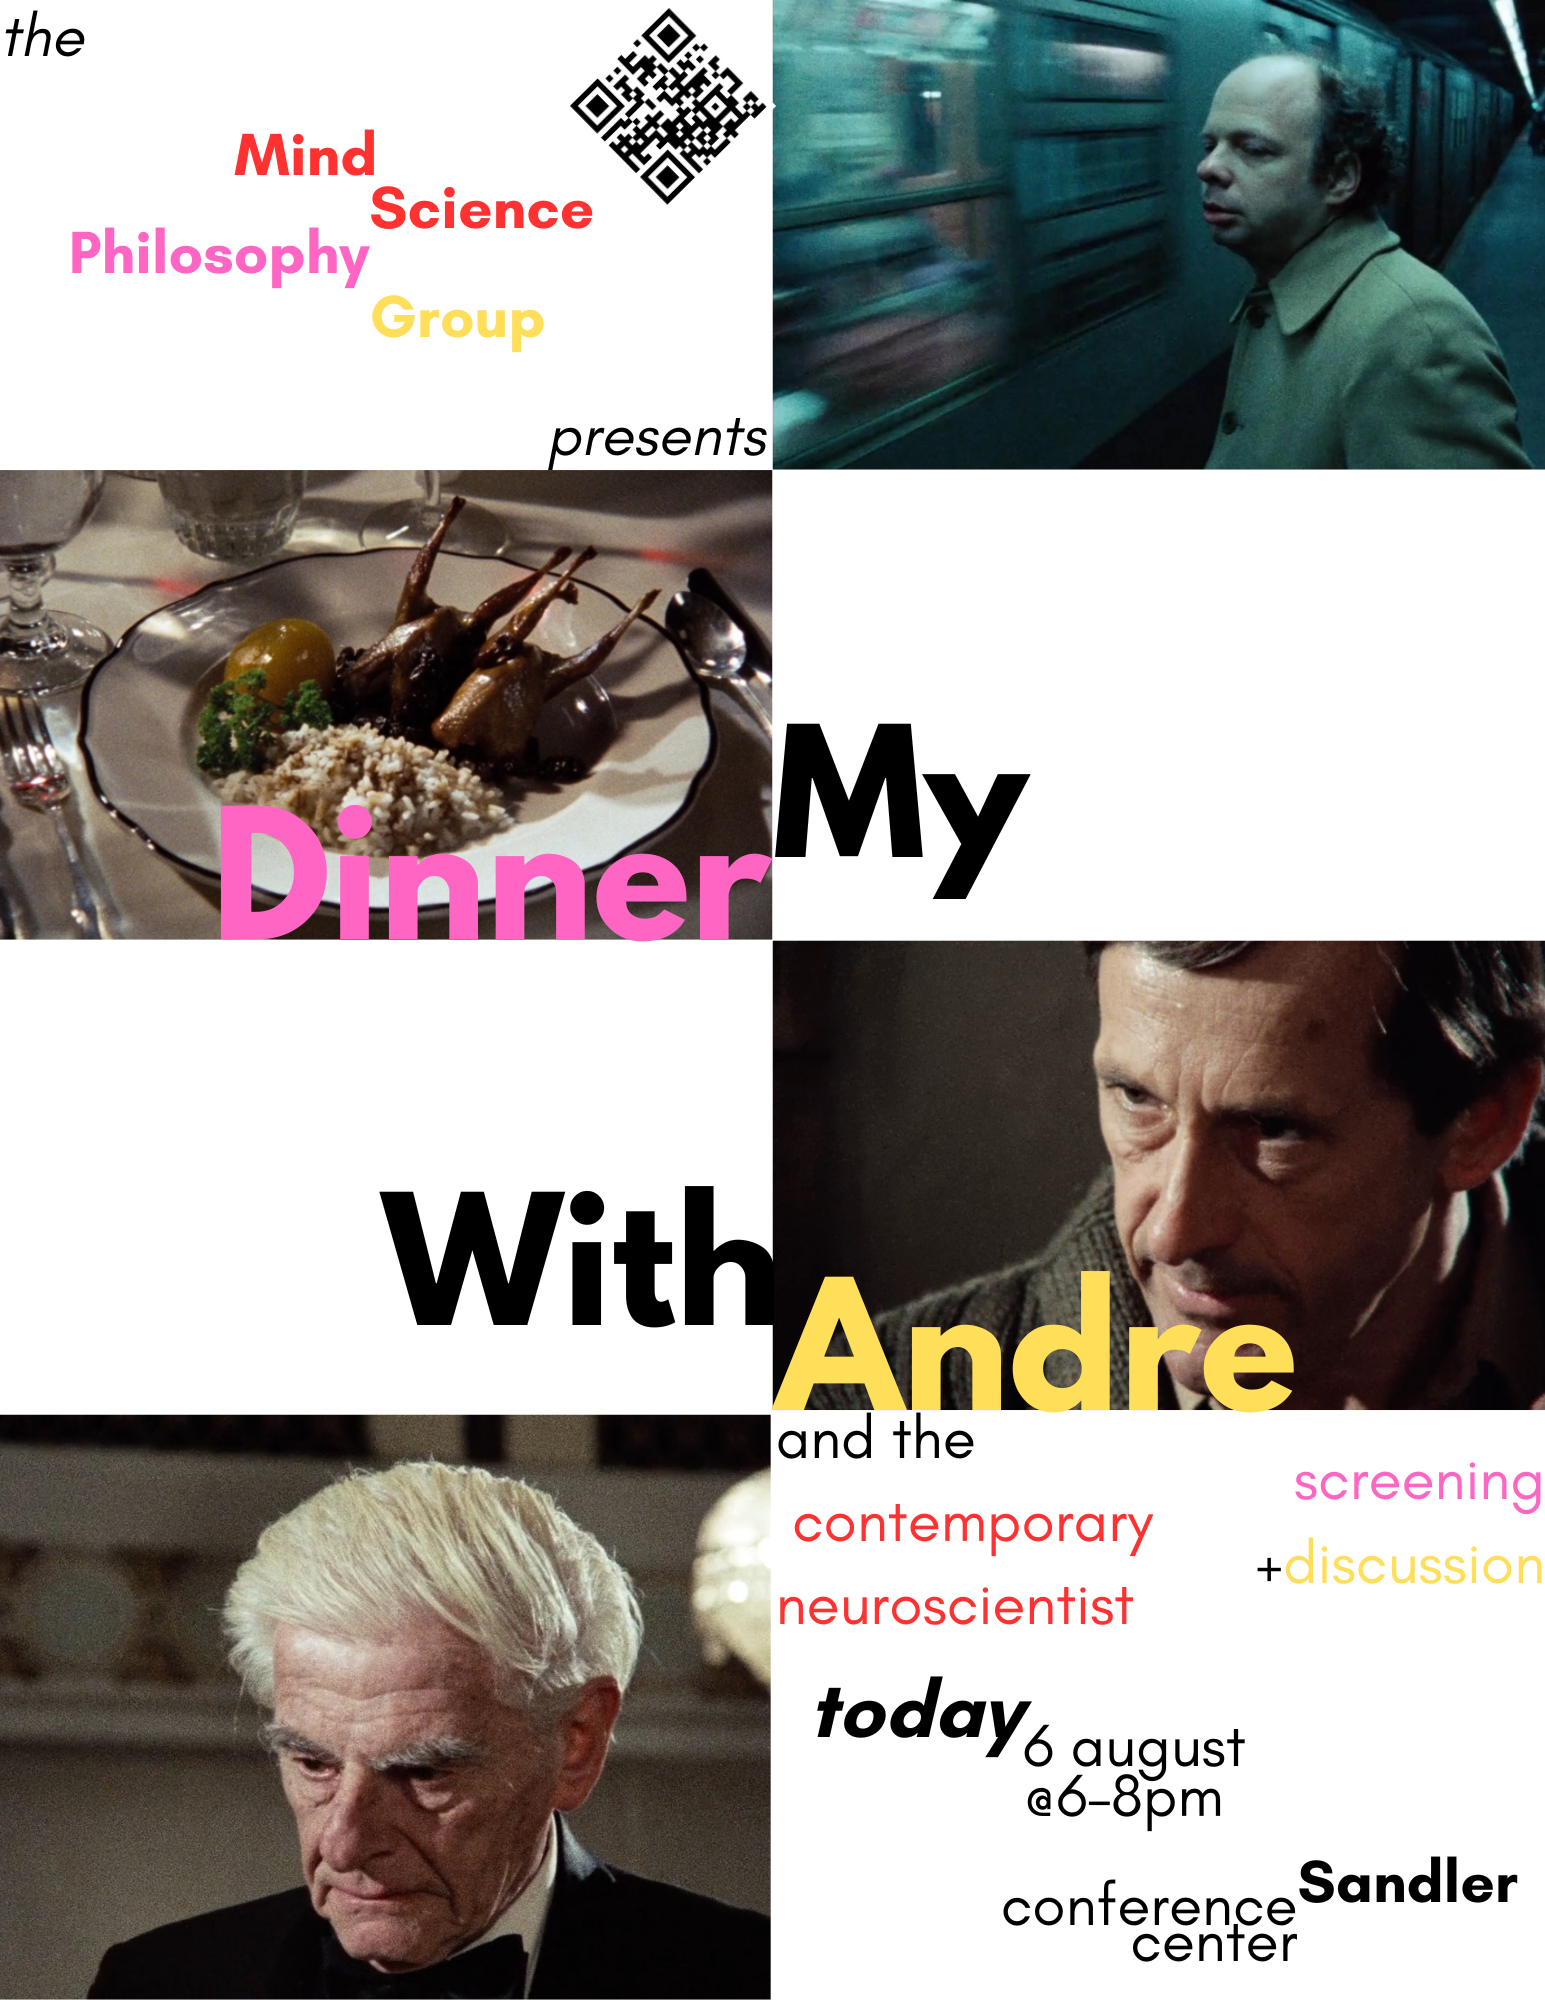 the
Mind
Science
Philosophy
Group
presents
My
Dinner
With
Andre
and the
contemporary
neuroscientist
screening
+discussion
today
6 august
@6-8pm
Sandler
conference
center